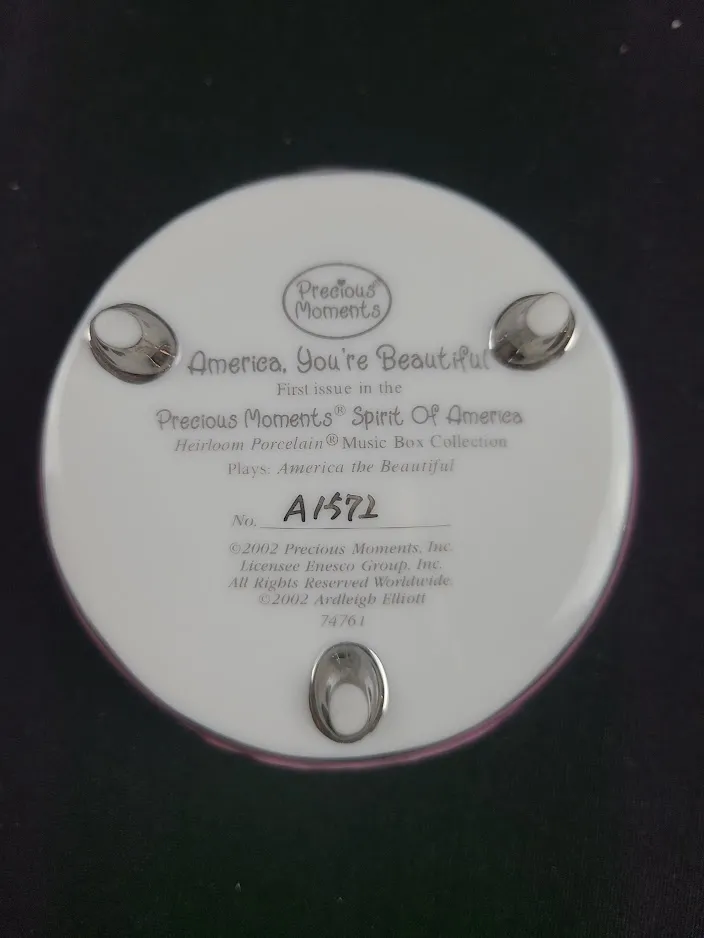 Precious
Moments
America, You're Beautiful
First issue in the
Precious Moments® Spirit Of America
Heirloom Porcelain® Music Box Collection
Plays: America the Beautiful
No. A1572
©2002 Precious Moments, Inc.
Licensee Enesco Group, Inc.
All Rights Reserved Worldwide.
©2002 Ardleigh Elliott
74761